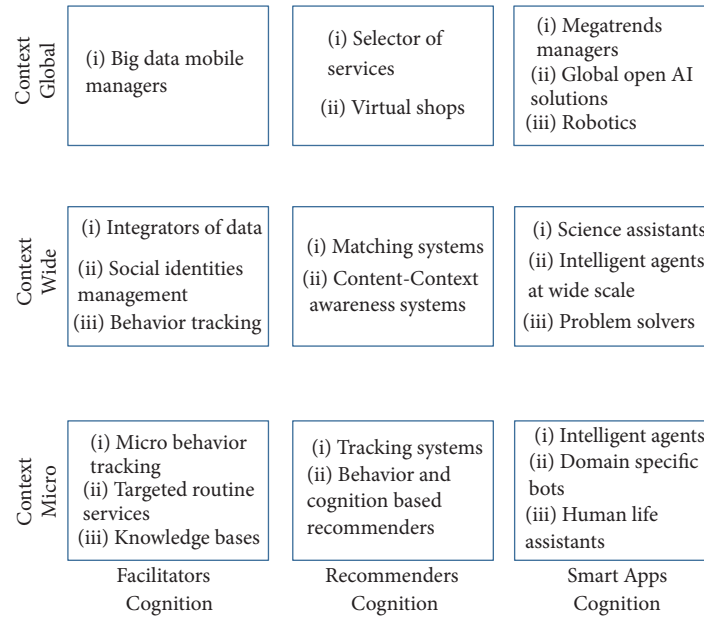 Context
Global
(i) Big data mobile
managers
(i) Selector of
services
(ii) Virtual shops
(i) Megatrends
managers
(ii) Global open AI
solutions
(iii) Robotics
Context
Wide
(i) Integrators of data
(ii) Social identities
management
(iii) Behavior tracking
(i) Matching systems
(ii) Content-Context
awareness systems
(i) Science assistants
(ii) Intelligent agents
at wide scale
(iii) Problem solvers
Context
Micro
(i) Micro behavior
tracking
(ii) Targeted routine
services
(iii) Knowledge bases
(i) Tracking systems
(ii) Behavior and
cognition based
recommenders
(i) Intelligent agents
(ii) Domain specific
bots
(iii) Human life
assistants
Facilitators
Cognition
Recommenders
Cognition
Smart Apps
Cognition